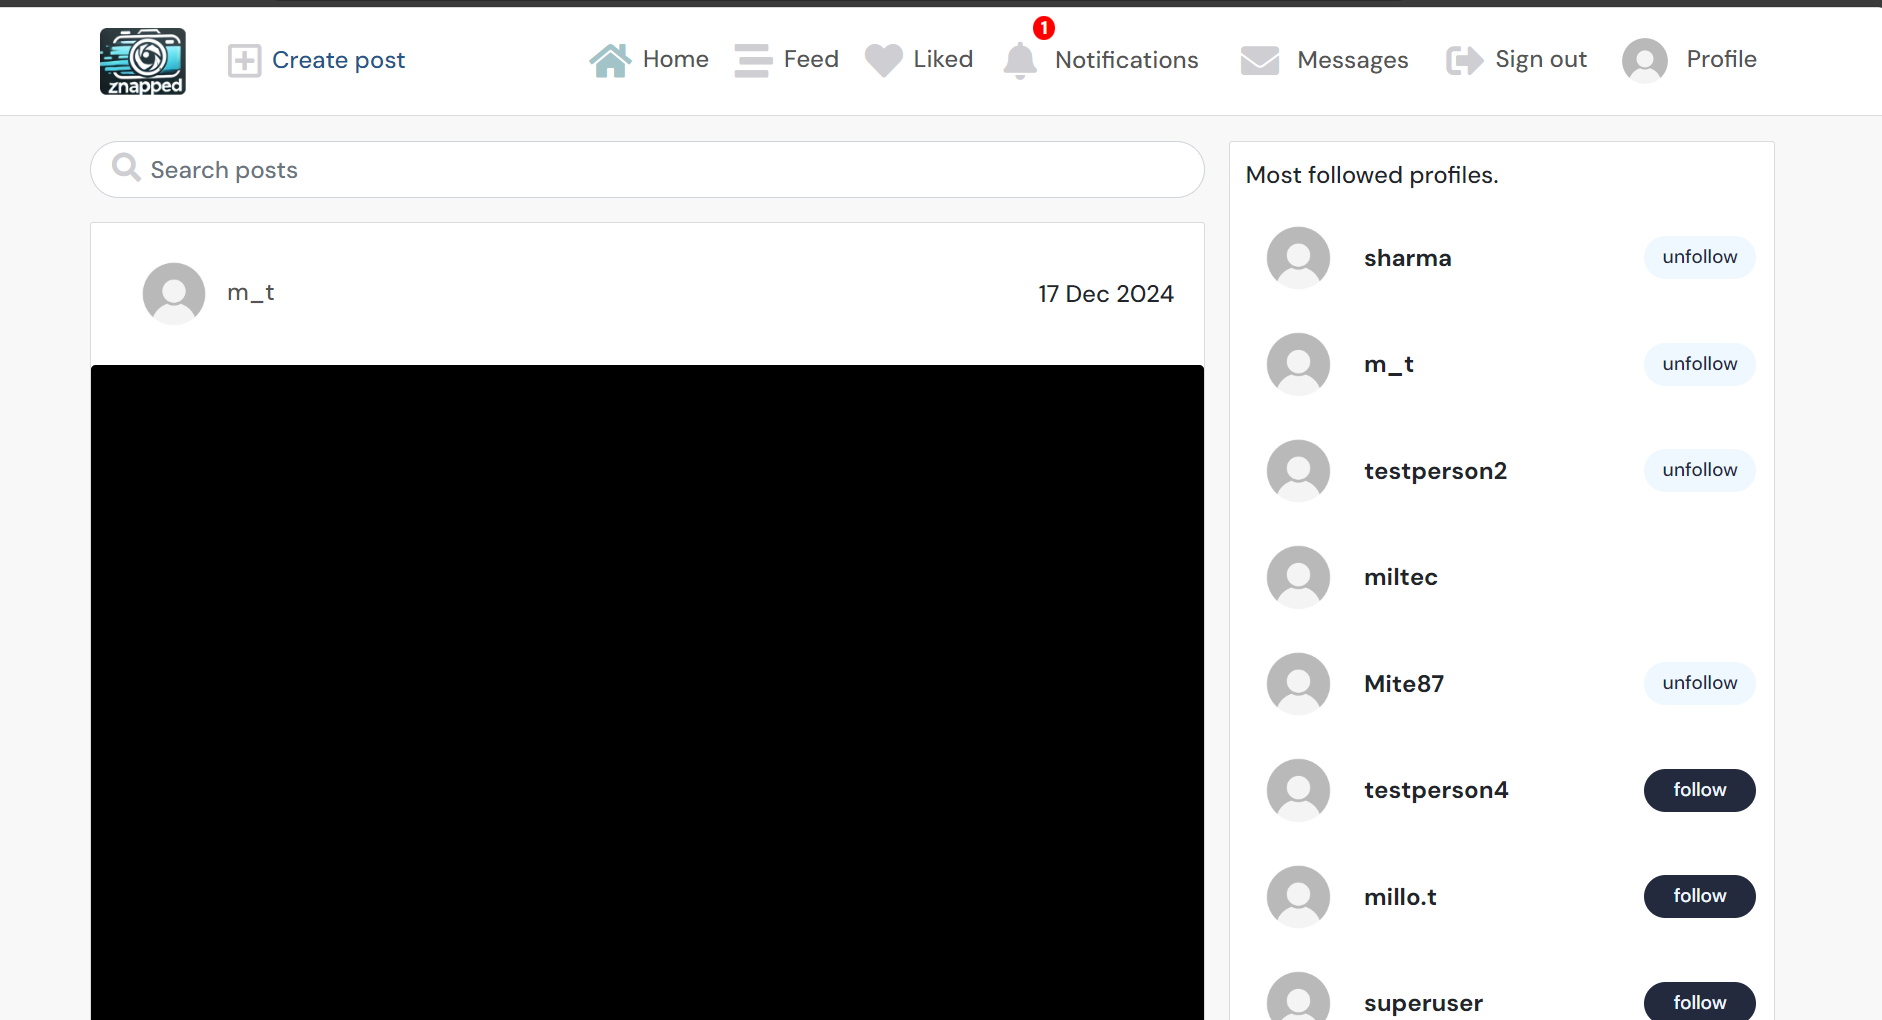 znapped
Create post
Home
Feed
Liked
1
Notifications
Messages
Sign out
Profile
Search posts
m_t
17 Dec 2024
Most followed profiles.
sharma
unfollow
m_t
unfollow
testperson2
unfollow
miltec
Mite87
unfollow
testperson4
follow
millo.t
follow
superuser
follow